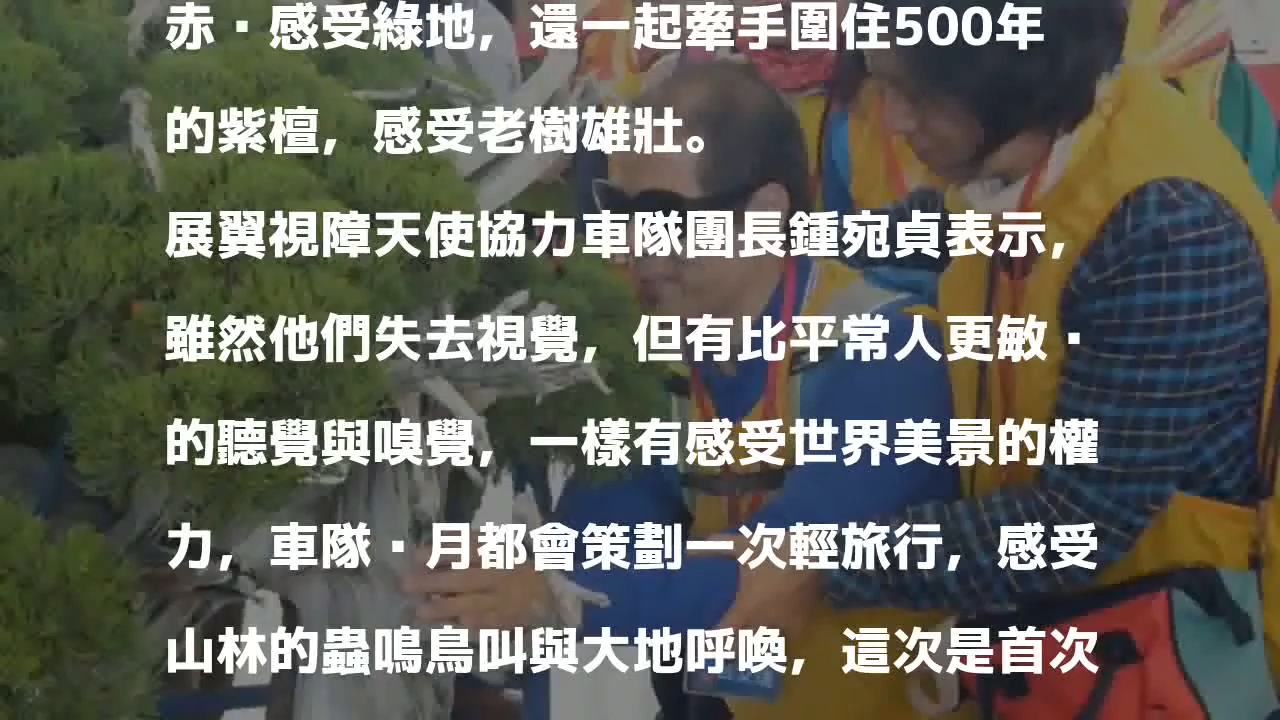 赤▪感受綠地，還一起牽手圍住500年
的紫檀，感受老樹雄壯。
展翼視障天使協力車隊團長鍾宛貞表示，
雖然他們失去視覺，但有比平常人更敏▪
的聽覺與嗅覺，一樣有感受世界美景的權
力，車隊▪月都會策劃一次輕旅行，感受
山林的蟲鳴鳥叫與大地呼喚，這次是首次